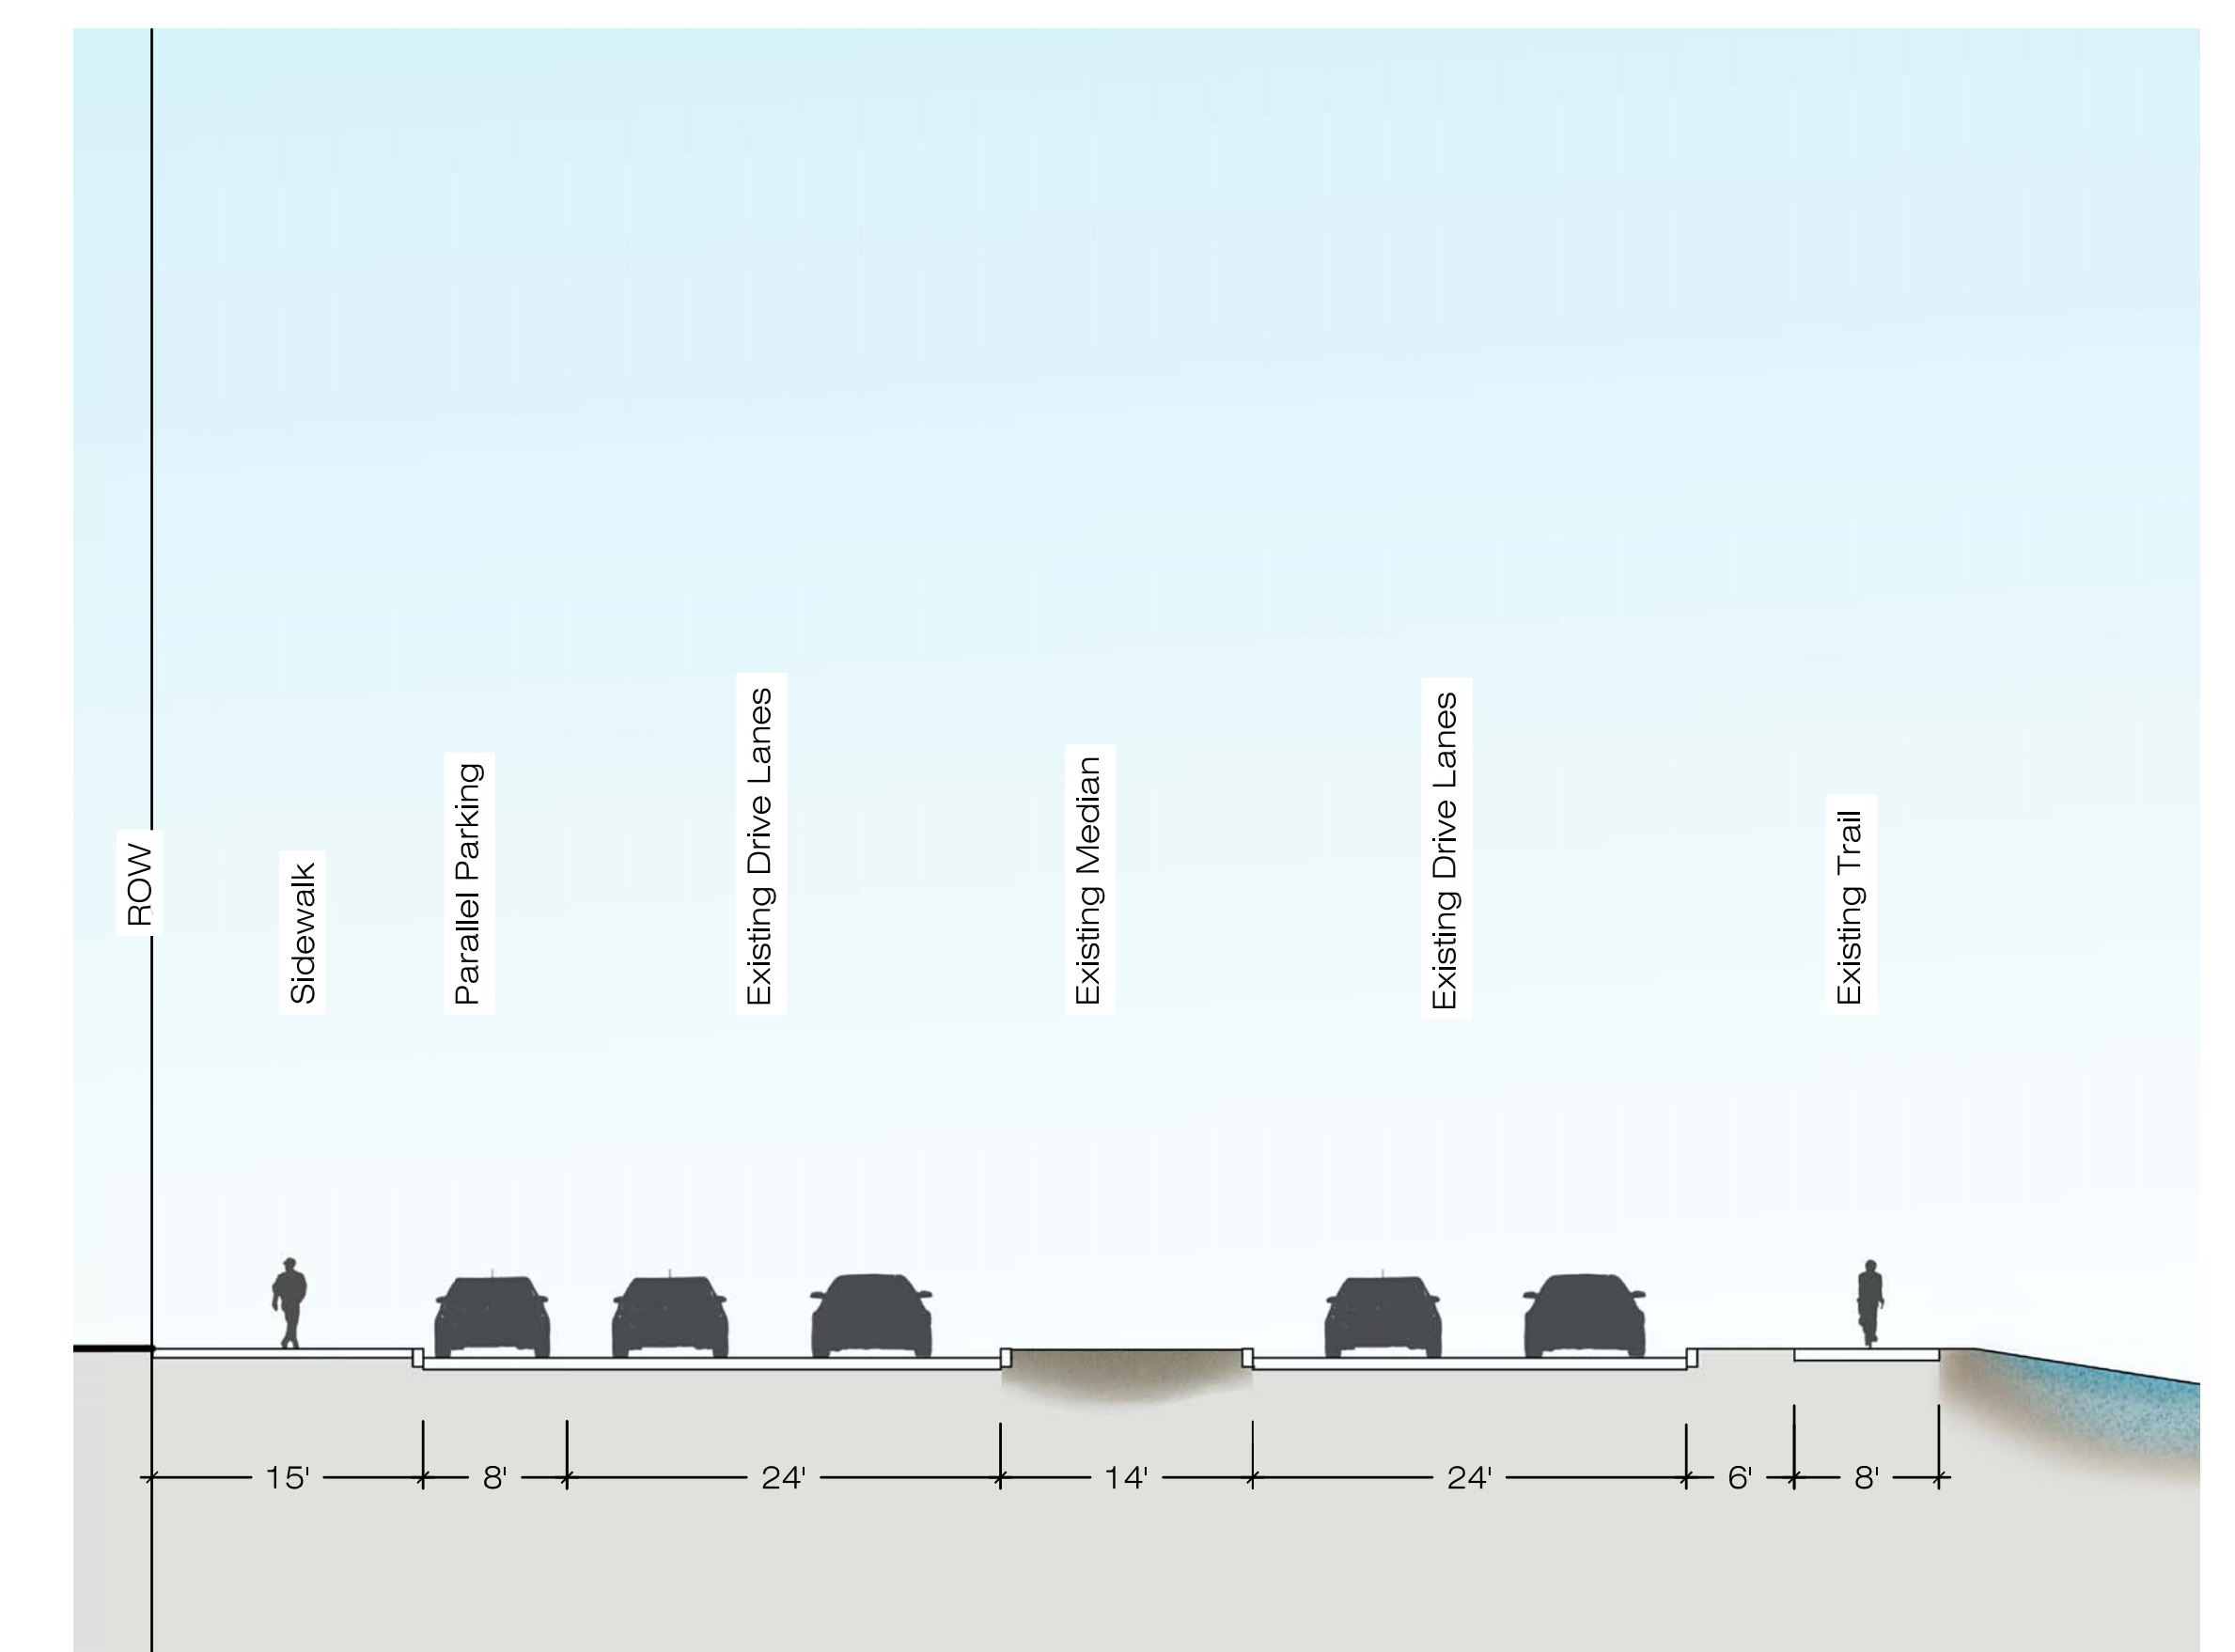 ROW
Sidewalk
Parallel Parking
Existing Drive Lanes
Existing Median
Existing Drive Lanes
Existing Trail
15'
8'
24'
14'
24'
6'
8'